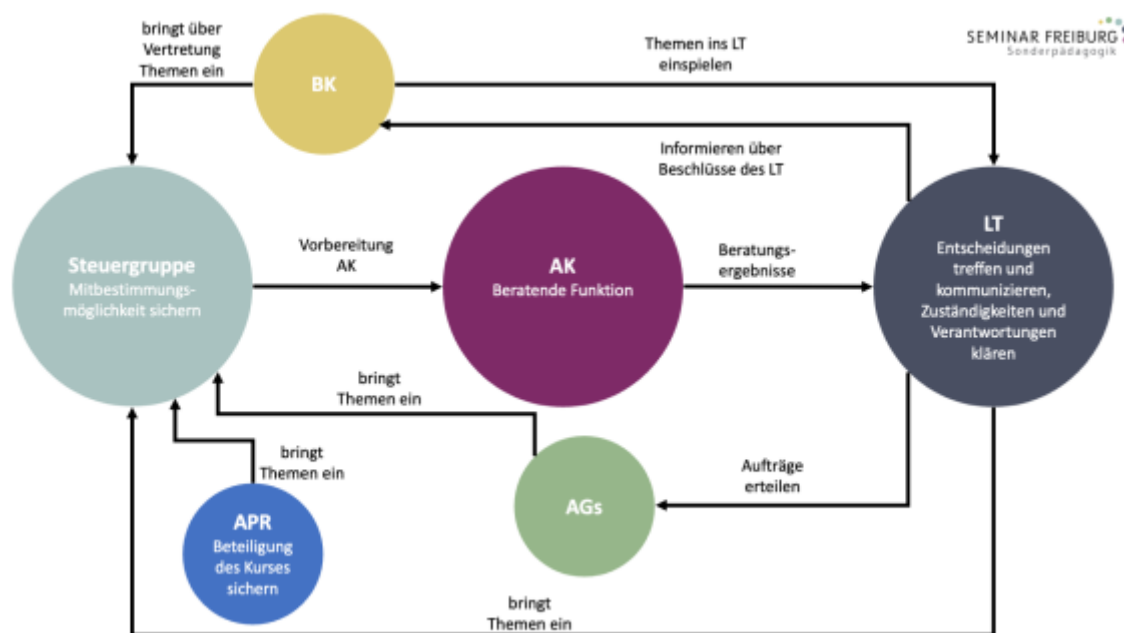 bringt über
Vertretung
Themen ein
BK
Themen ins LT
einspielen
SEMINAR FREIBURG
Sonderpädagogik
Informieren über
Beschlüsse des LT
Steuergruppe
Mitbestimmungs-
möglichkeit sichern
Vorbereitung
AK
AK
Beratende Funktion
Beratungs-
ergebnisse
LT
Entscheidungen
treffen und
kommunizieren,
Zuständigkeiten und
Verantwortungen
klären
bringt
Themen ein
bringt
Themen ein
APR
Beteiligung
des Kurses
sichern
AGs
Aufträge
erteilen
bringt
Themen ein